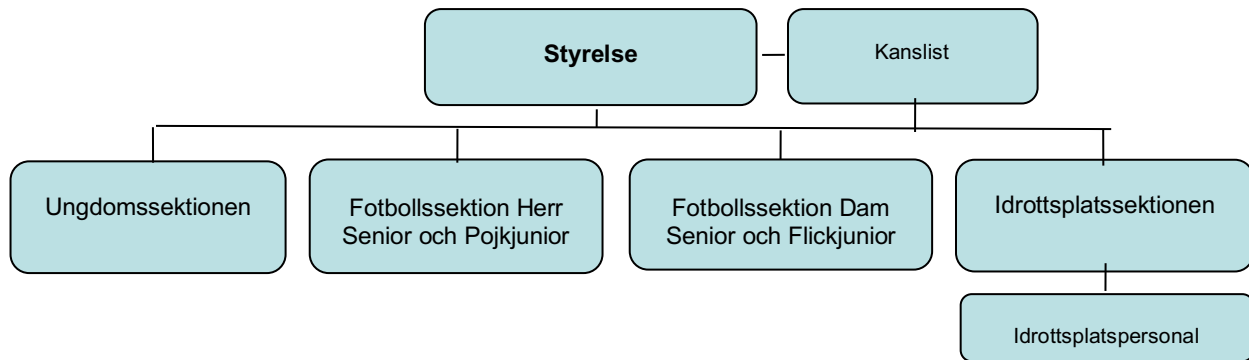 Styrelse
Kanslist
Ungdomssektionen
Fotbollssektion Herr
Senior och Pojkjunior
Fotbollssektion Dam
Senior och Flickjunior
Idrottsplatssektionen
Idrottsplatspersonal